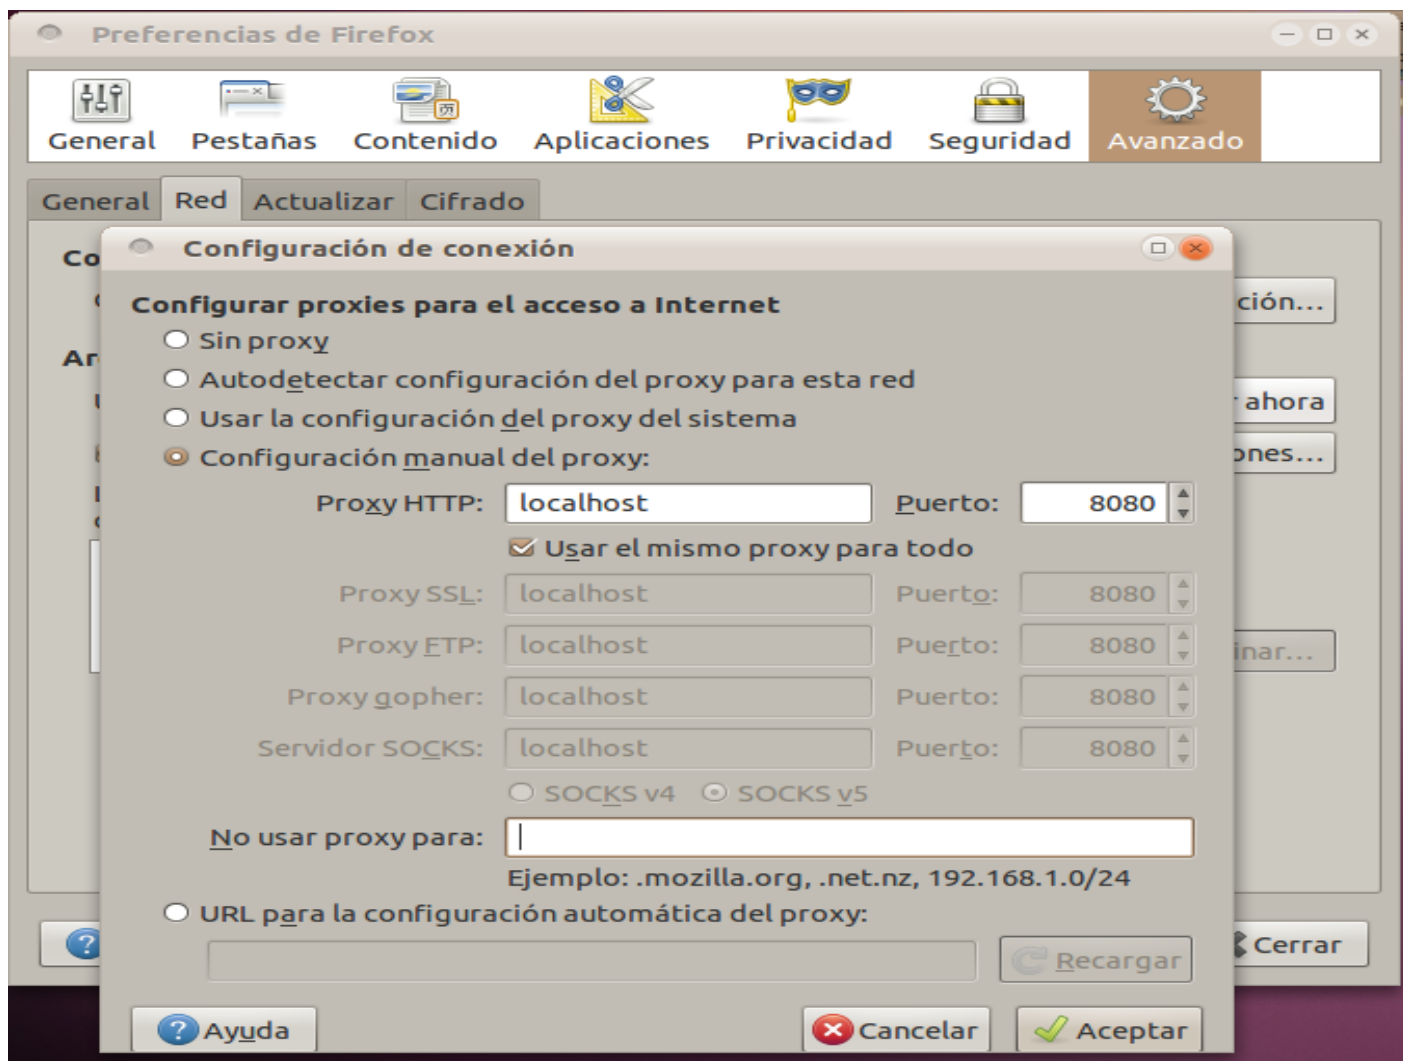 Preferencias de Firefox
General Pestañas Contenido Aplicaciones Privacidad Seguridad Avanzado
General Red Actualizar Cifrado
Configuración de conexión
Co
Configurar proxies para el acceso a Internet
ción...
Sin proxy
Ar
Autodetectar configuración del proxy para esta red
Usar la configuración del proxy del sistema
ahora
Configuración manual del proxy:
ones...
Proxy HTTP: localhost Puerto: 8080
Usar el mismo proxy para todo
Proxy SSL: localhost Puerto: 8080
Proxy FTP: localhost Puerto: 8080
inar...
Proxy gopher: localhost Puerto: 8080
Servidor SOCKS: localhost Puerto: 8080
SOCKS v4 SOCKS v5
No usar proxy para:
Ejemplo: .mozilla.org, .net.nz, 192.168.1.0/24
URL para la configuración automática del proxy:
Cerrar
Recargar
Ayuda Cancelar Aceptar